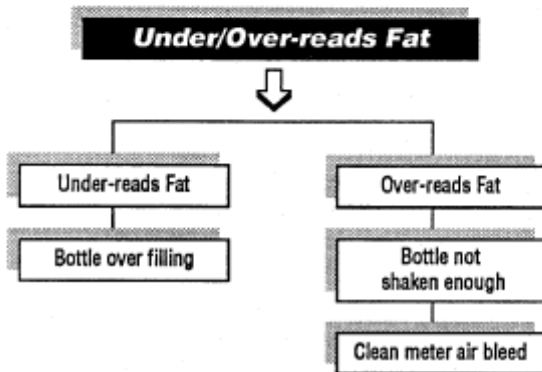 Under/Over-reads Fat
Under-reads Fat
Bottle over filling
Over-reads Fat
Bottle not
shaken enough
Clean meter air bleed